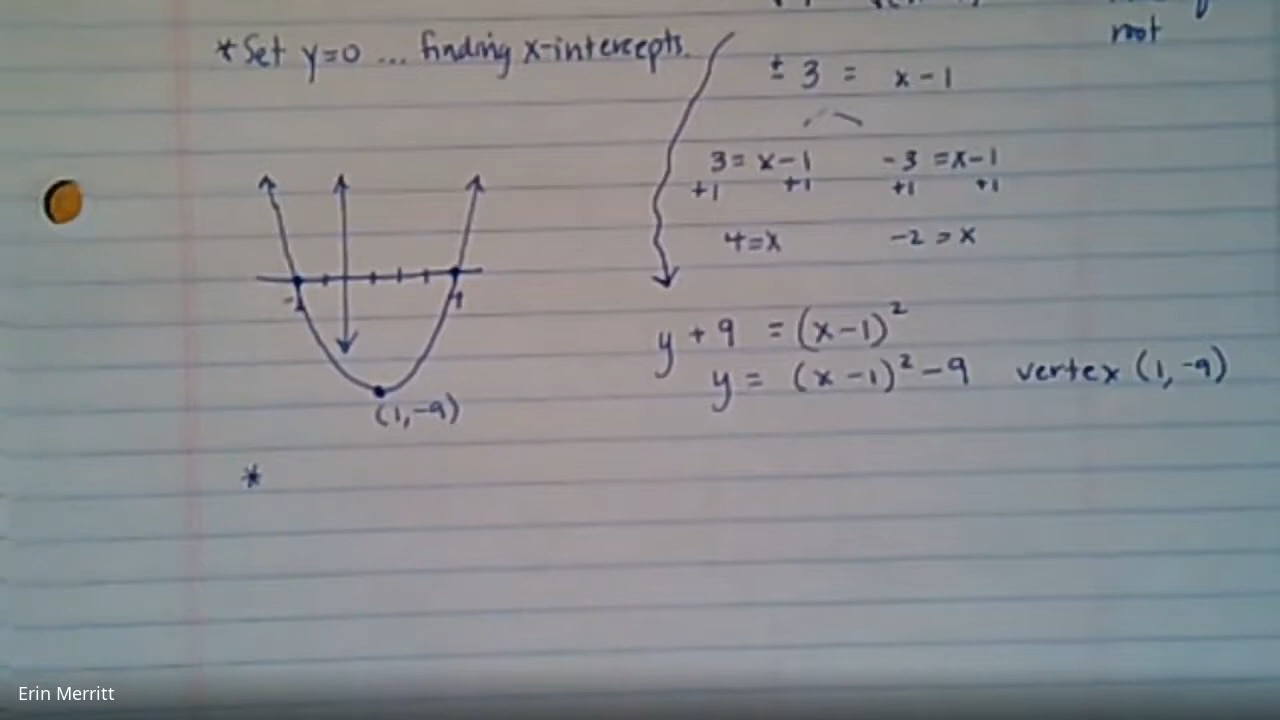 root
*Set y=0 ... finding x-intercepts.
± 3 = x-1
3 = x-1 -3 = x-1
+1 +1 +1 +1
4=x -2 = x
-2 4
(1,-9)
y + 9 = (x-1)²
y = (x-1)² -9 vertex (1,-9)
*
Erin Merritt